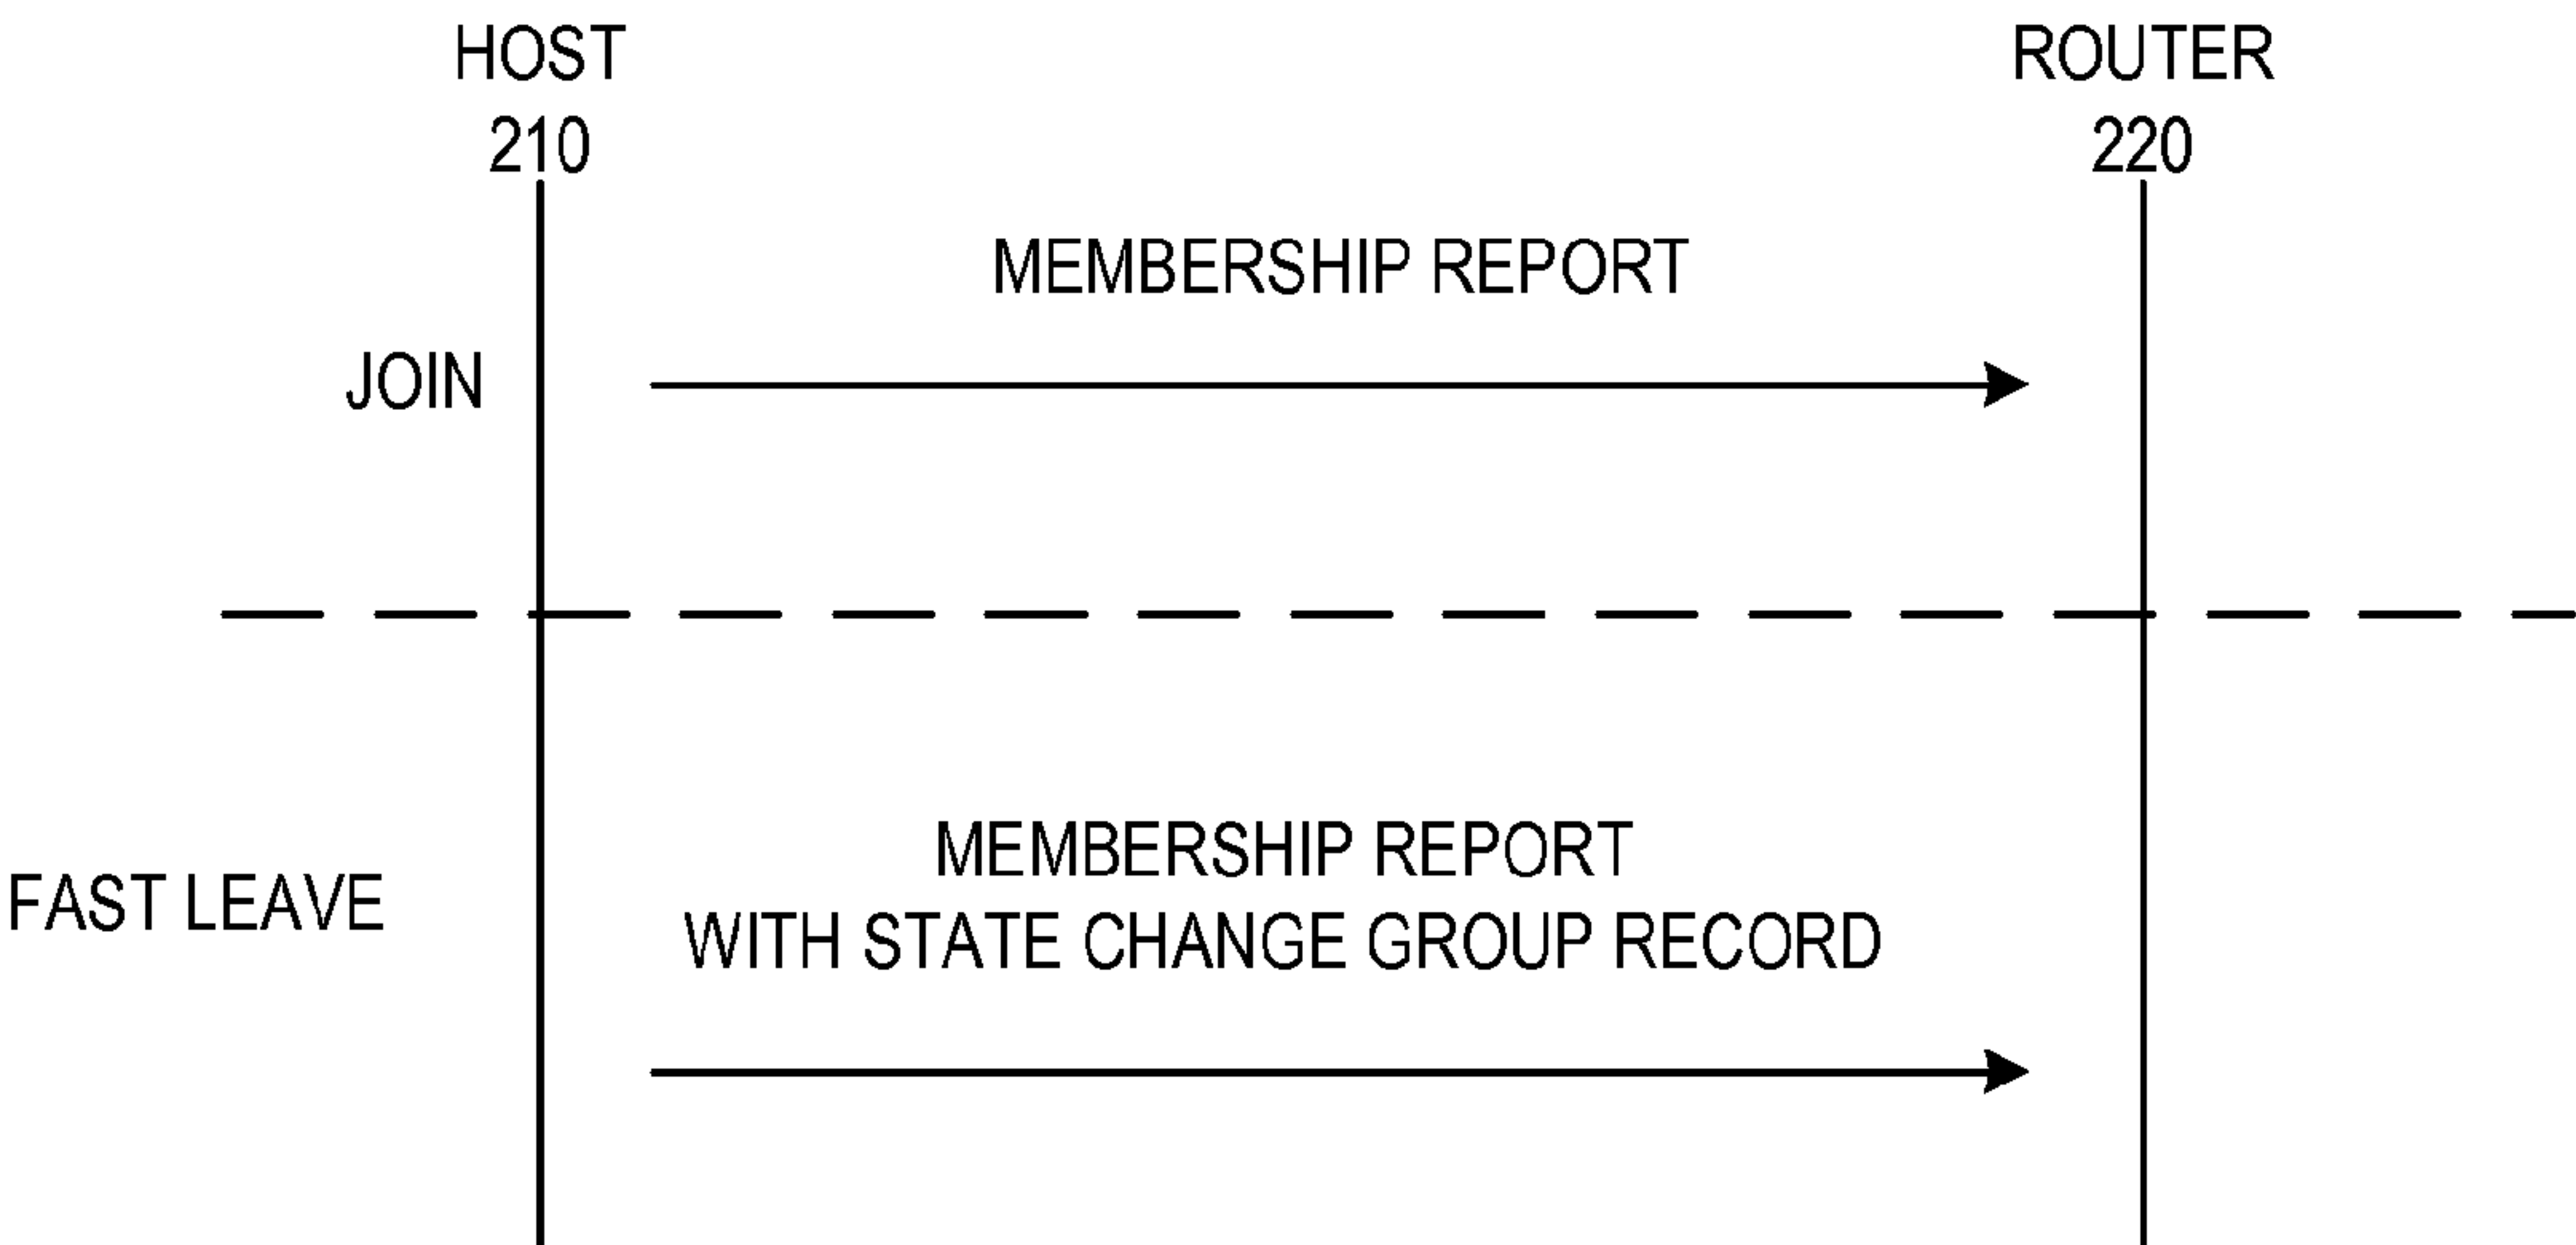 HOST
ROUTER
210
220
MEMBERSHIP REPORT
JOIN
MEMBERSHIP REPORT
FAST LEAVE
WITH STATE CHANGE GROUP RECORD